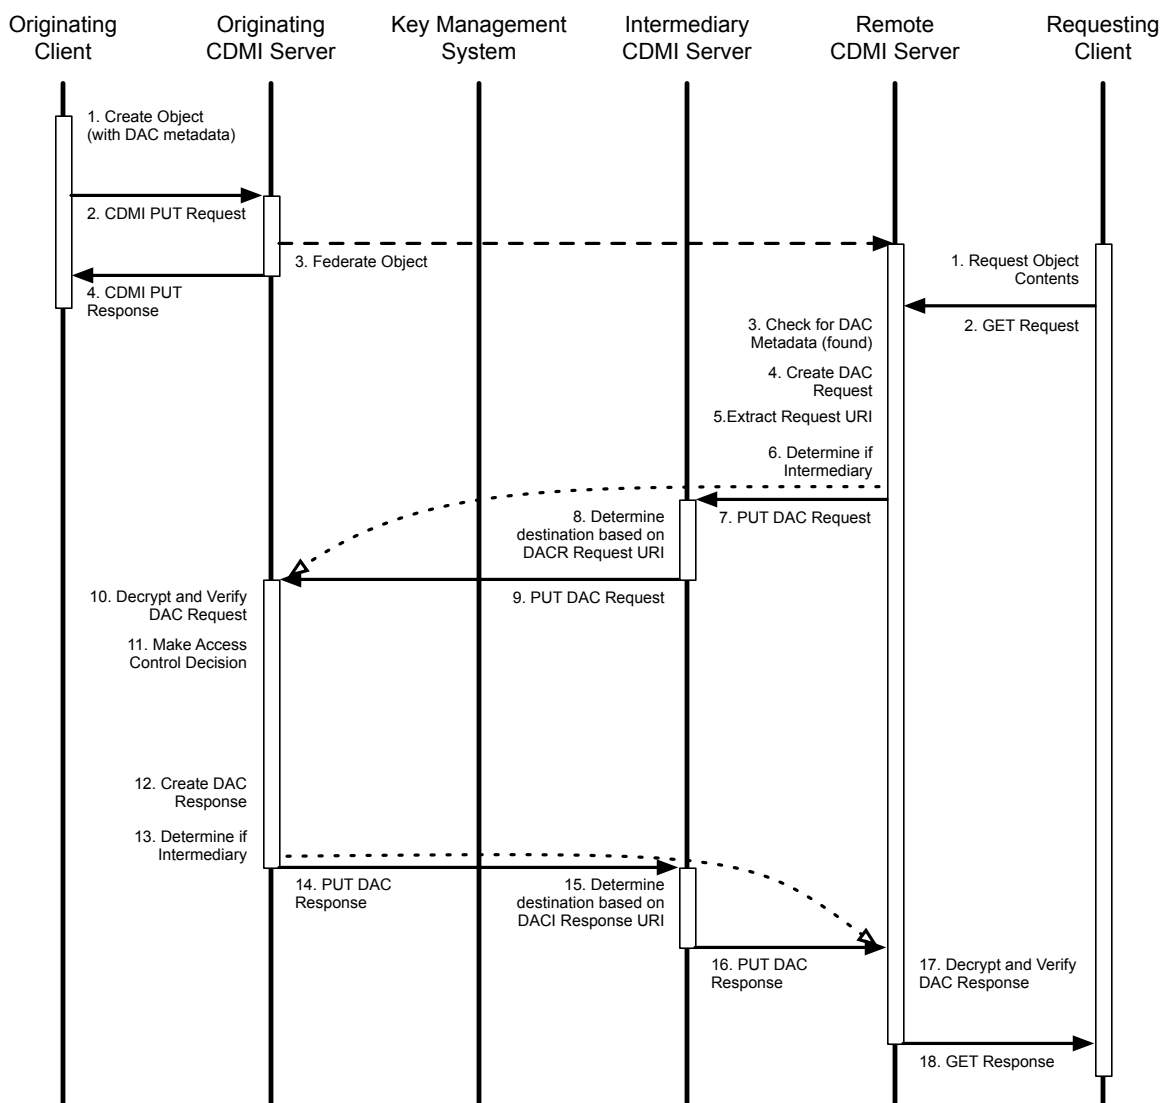 Originating
Client
Originating
CDMI Server
Key Management
System
Intermediary
CDMI Server
Remote
CDMI Server
Requesting
Client
1. Create Object
(with DAC metadata)
2. CDMI PUT Request
3. Federate Object
4. CDMI PUT
Response
1. Request Object
Contents
2. GET Request
3. Check for DAC
Metadata (found)
4. Create DAC
Request
5.Extract Request URI
6. Determine if
Intermediary
7. PUT DAC Request
8. Determine
destination based on
DACR Request URI
9. PUT DAC Request
10. Decrypt and Verify
DAC Request
11. Make Access
Control Decision
12. Create DAC
Response
13. Determine if
Intermediary
14. PUT DAC
Response
15. Determine
destination based on
DACI Response URI
16. PUT DAC
Response
17. Decrypt and Verify
DAC Response
18. GET Response